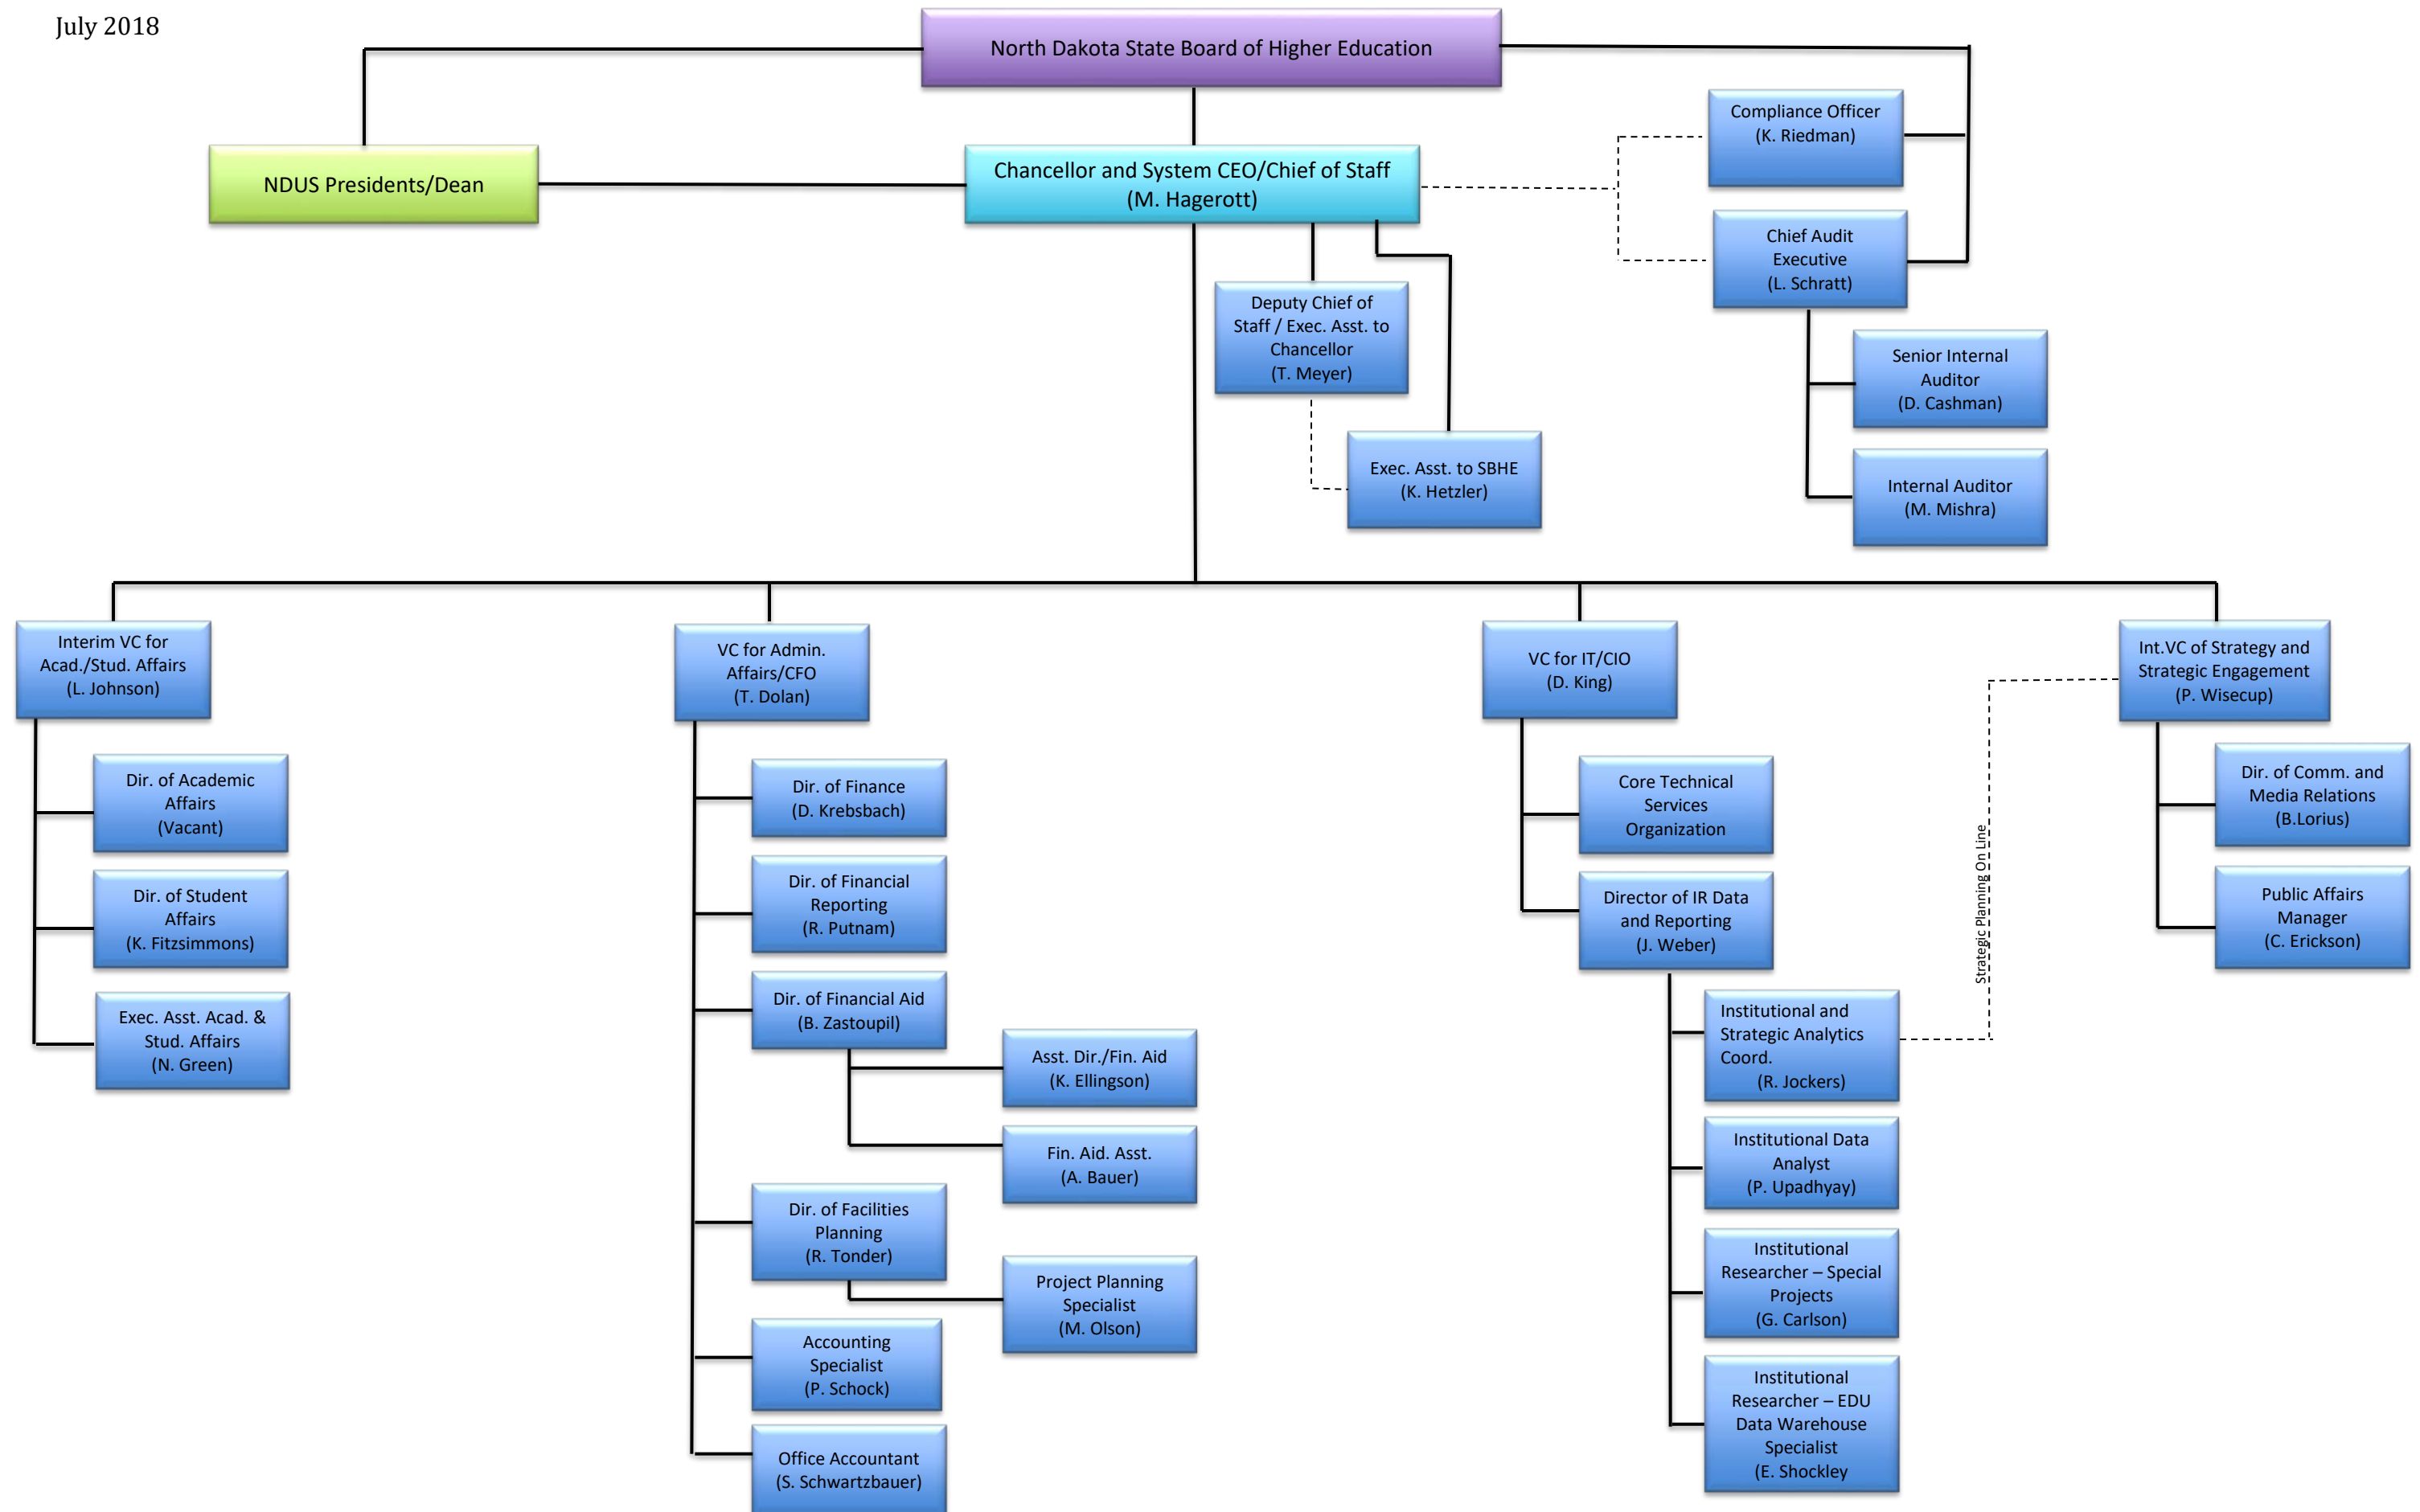 July 2018
North Dakota State Board of Higher Education
Compliance Officer
(K. Riedman)
NDUS Presidents/Dean
Chancellor and System CEO/Chief of Staff
(M. Hagerott)
Chief Audit
Executive
(L. Schratt)
Deputy Chief of
Staff / Exec. Asst. to
Chancellor
(T. Meyer)
Senior Internal
Auditor
(D. Cashman)
Exec. Asst. to SBHE
(K. Hetzler)
Internal Auditor
(M. Mishra)
Interim VC for
Acad./Stud. Affairs
(L. Johnson)
Dir. of Academic
Affairs
(Vacant)
Dir. of Student
Affairs
(K. Fitzsimmons)
Exec. Asst. Acad. &
Stud. Affairs
(N. Green)
VC for Admin.
Affairs/CFO
(T. Dolan)
Dir. of Finance
(D. Krebsbach)
Dir. of Financial
Reporting
(R. Putnam)
Dir. of Financial Aid
(B. Zastoupil)
Asst. Dir./Fin. Aid
(K. Ellingson)
Fin. Aid. Asst.
(A. Bauer)
Dir. of Facilities
Planning
(R. Tonder)
Project Planning
Specialist
(M. Olson)
Accounting
Specialist
(P. Schock)
Office Accountant
(S. Schwartzbauer)
VC for IT/CIO
(D. King)
Core Technical
Services
Organization
Director of IR Data
and Reporting
(J. Weber)
Institutional and
Strategic Analytics
Coord.
(R. Jockers)
Institutional Data
Analyst
(P. Upadhyay)
Institutional
Researcher – Special
Projects
(G. Carlson)
Institutional
Researcher – EDU
Data Warehouse
Specialist
(E. Shockley
Strategic Planning On Line
Int.VC of Strategy and
Strategic Engagement
(P. Wisecup)
Dir. of Comm. and
Media Relations
(B.Lorius)
Public Affairs
Manager
(C. Erickson)